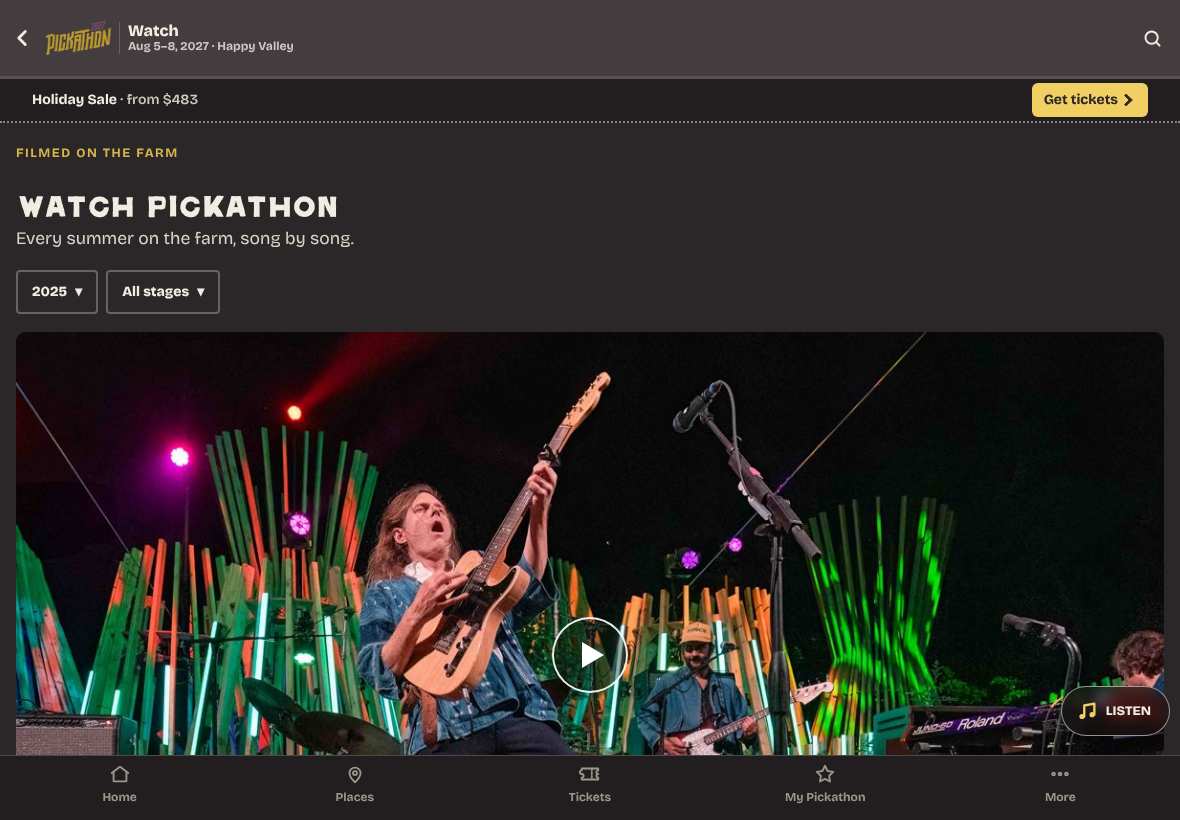 PICKATHON
Watch
Aug 5–8, 2027 · Happy Valley
Holiday Sale · from $483
Get tickets
FILMED ON THE FARM
WATCH PICKATHON
Every summer on the farm, song by song.
2025 ▼
All stages ▼
JUNO-60 Roland
LISTEN
Home
Places
Tickets
My Pickathon
More